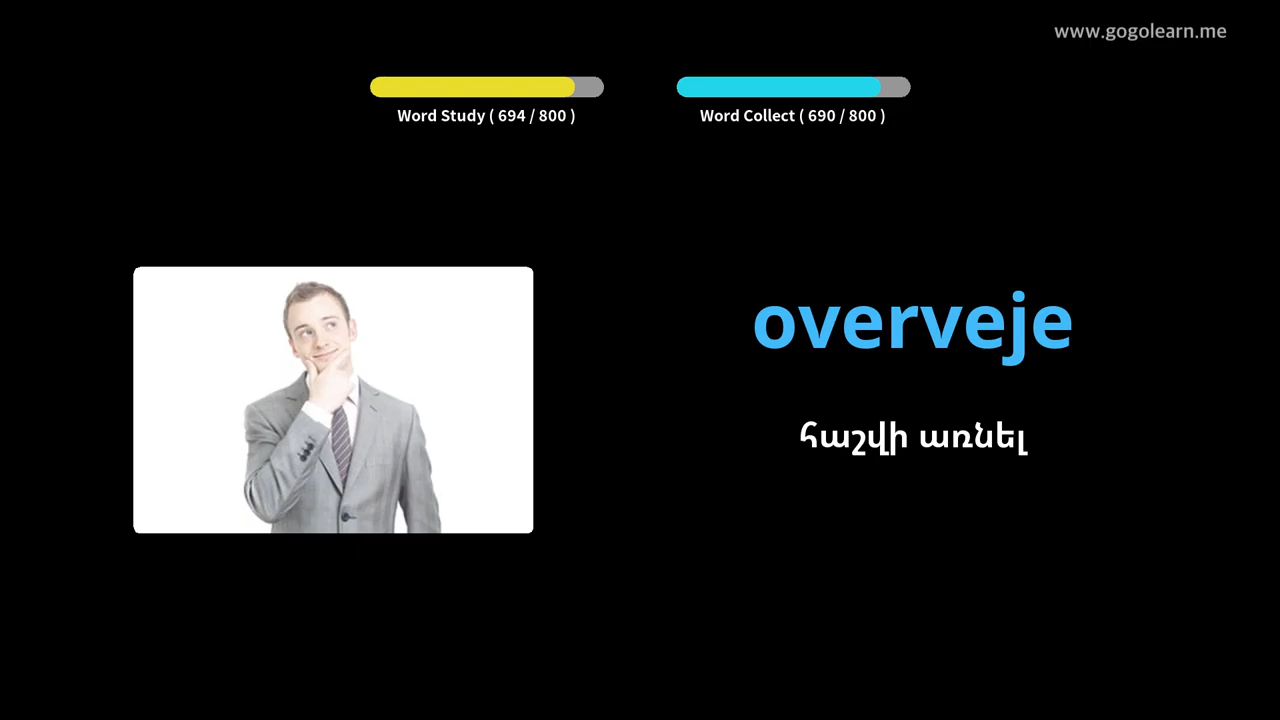 www.gogolearn.me
Word Study ( 694 / 800 )
Word Collect ( 690 / 800 )
overveje
հաշվի առնել